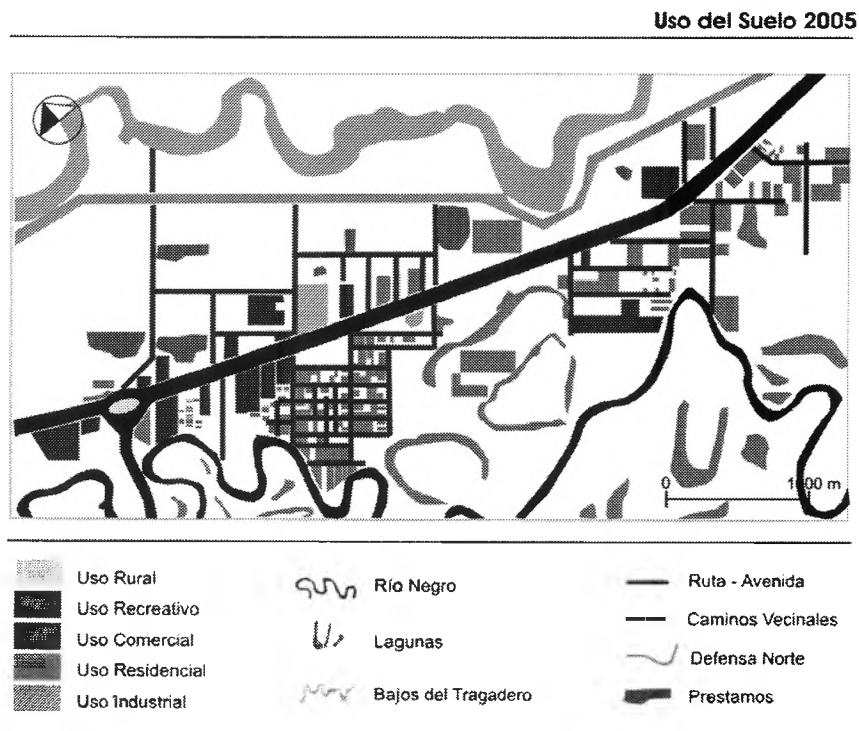 Uso del Suelo 2005
0
1000 m
Uso Rural
Uso Recreativo
Uso Comercial
Uso Residencial
Uso Industrial
Río Negro
Lagunas
Bajos del Tragadero
Ruta - Avenida
Caminos Vecinales
Defensa Norte
Prestamos